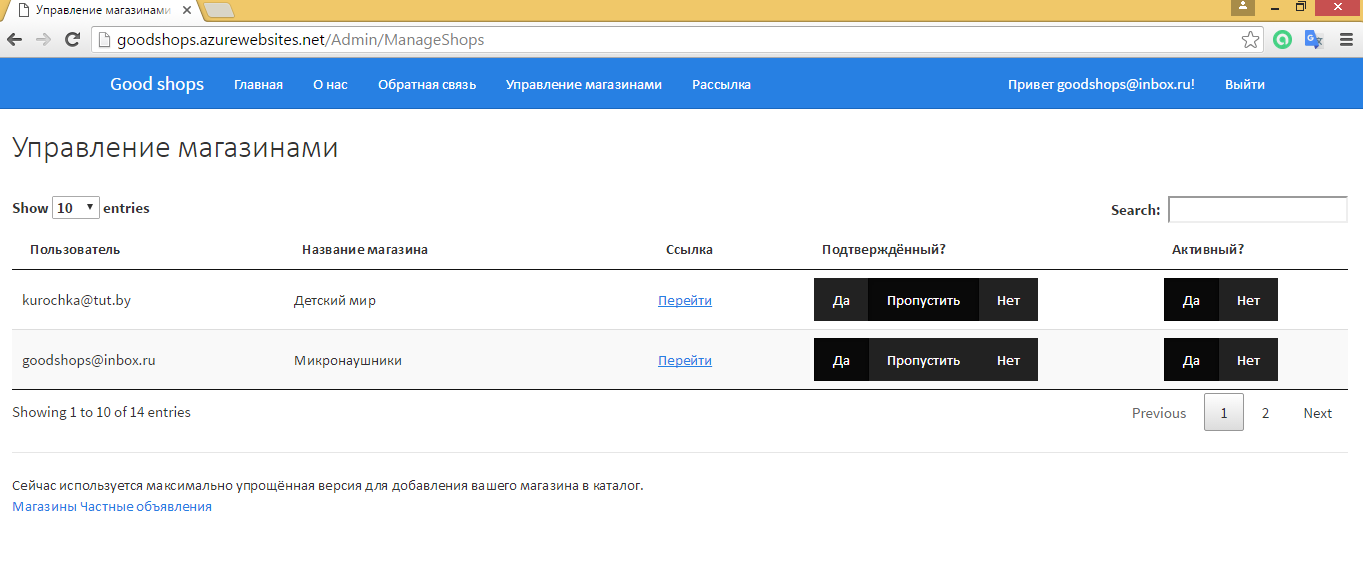 Управление магазинами
goodshops.azurewebsites.net/Admin/ManageShops
Good shops Главная О нас Обратная связь Управление магазинами Рассылка Привет goodshops@inbox.ru! Выйти
Управление магазинами
Show 10 entries Search:
Пользователь Название магазина Ссылка Подтверждённый? Активный?
kurochka@tut.by Детский мир Перейти Да Пропустить Нет Да Нет
goodshops@inbox.ru Микронаушники Перейти Да Пропустить Нет Да Нет
Showing 1 to 10 of 14 entries Previous 1 2 Next
Сейчас используется максимально упрощённая версия для добавления вашего магазина в каталог.
Магазины Частные объявления